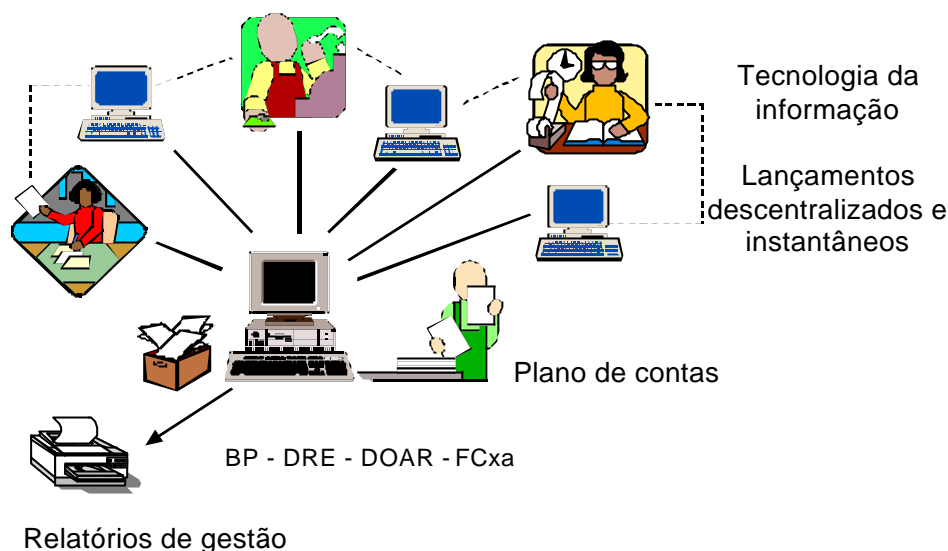 Tecnologia da
informação
Lançamentos
descentralizados e
instantâneos
Plano de contas
BP - DRE - DOAR - FCxa
Relatórios de gestão